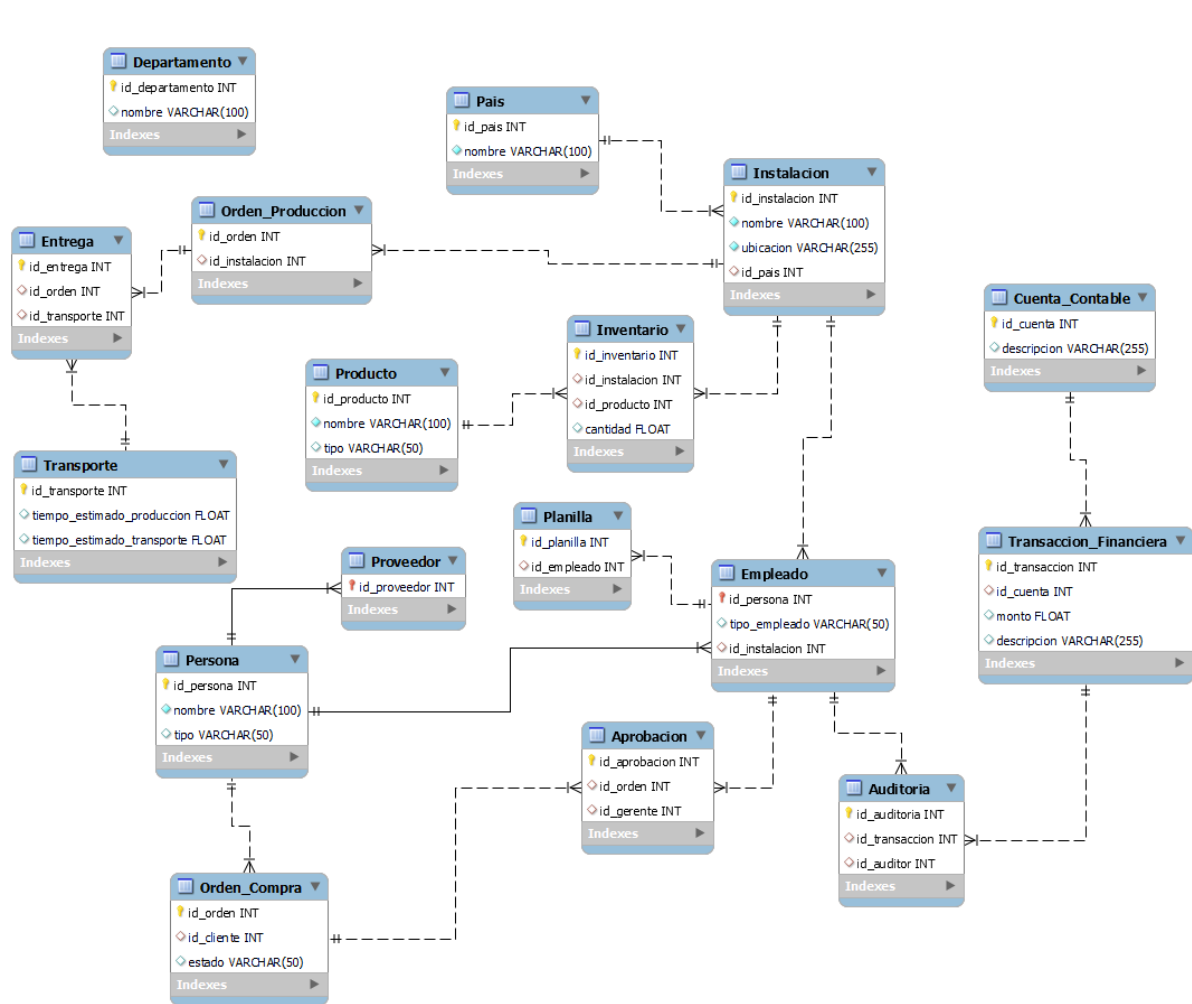 Departamento
id_departamento INT
nombre VARCHAR(100)
Indexes
Pais
id_pais INT
nombre VARCHAR(100)
Indexes
Instalacion
id_instalacion INT
nombre VARCHAR(100)
ubicacion VARCHAR(255)
id_pais INT
Indexes
Orden_Produccion
id_orden INT
id_instalacion INT
Indexes
Entrega
id_entrega INT
id_orden INT
id_transporte INT
Indexes
Cuenta_Contable
id_cuenta INT
descripcion VARCHAR(255)
Indexes
Inventario
id_inventario INT
id_instalacion INT
id_producto INT
cantidad FLOAT
Indexes
Producto
id_producto INT
nombre VARCHAR(100)
tipo VARCHAR(50)
Indexes
Transporte
id_transporte INT
tiempo_estimado_produccion FLOAT
tiempo_estimado_transporte FLOAT
Indexes
Planilla
id_planilla INT
id_empleado INT
Indexes
Transaccion_Financiera
id_transaccion INT
id_cuenta INT
monto FLOAT
descripcion VARCHAR(255)
Indexes
Proveedor
id_proveedor INT
Indexes
Empleado
id_persona INT
tipo_empleado VARCHAR(50)
id_instalacion INT
Indexes
Persona
id_persona INT
nombre VARCHAR(100)
tipo VARCHAR(50)
Indexes
Aprobacion
id_aprobacion INT
id_orden INT
id_gerente INT
Indexes
Auditoria
id_auditoria INT
id_transaccion INT
id_auditor INT
Indexes
Orden_Compra
id_orden INT
id_cliente INT
estado VARCHAR(50)
Indexes